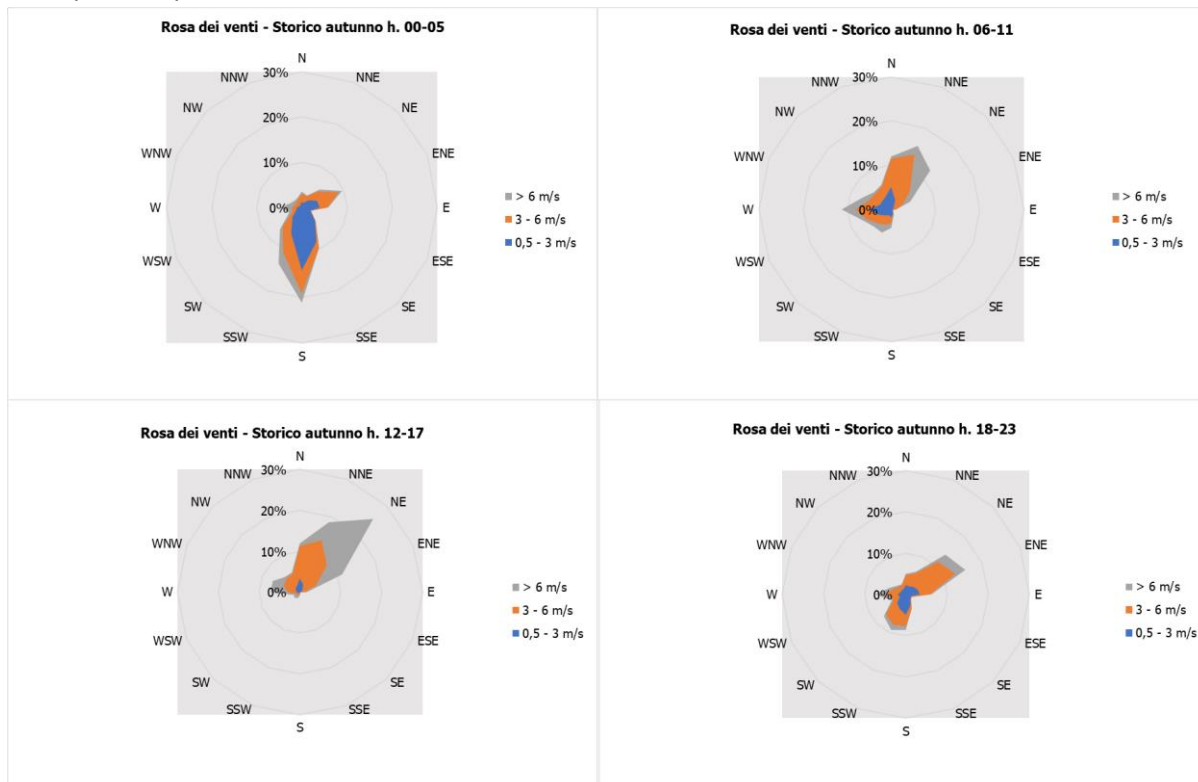 Rosa dei venti - Storico autunno h. 00-05
N
30%
NNW
NNE
NW
NE
20%
WNW
ENE
10%
W
0%
E
> 6 m/s
3 - 6 m/s
0,5 - 3 m/s
WSW
ESE
SW
SE
SSW
SSE
S
Rosa dei venti - Storico autunno h. 06-11
N
30%
NNW
NNE
NW
NE
20%
WNW
ENE
10%
W
0%
E
> 6 m/s
3 - 6 m/s
0,5 - 3 m/s
WSW
ESE
SW
SE
SSW
SSE
S
Rosa dei venti - Storico autunno h. 12-17
N
30%
NNW
NNE
NW
NE
20%
WNW
ENE
10%
W
0%
E
> 6 m/s
3 - 6 m/s
0,5 - 3 m/s
WSW
ESE
SW
SE
SSW
SSE
S
Rosa dei venti - Storico autunno h. 18-23
N
30%
NNW
NNE
NW
NE
20%
WNW
ENE
10%
W
0%
E
> 6 m/s
3 - 6 m/s
0,5 - 3 m/s
WSW
ESE
SW
SE
SSW
SSE
S